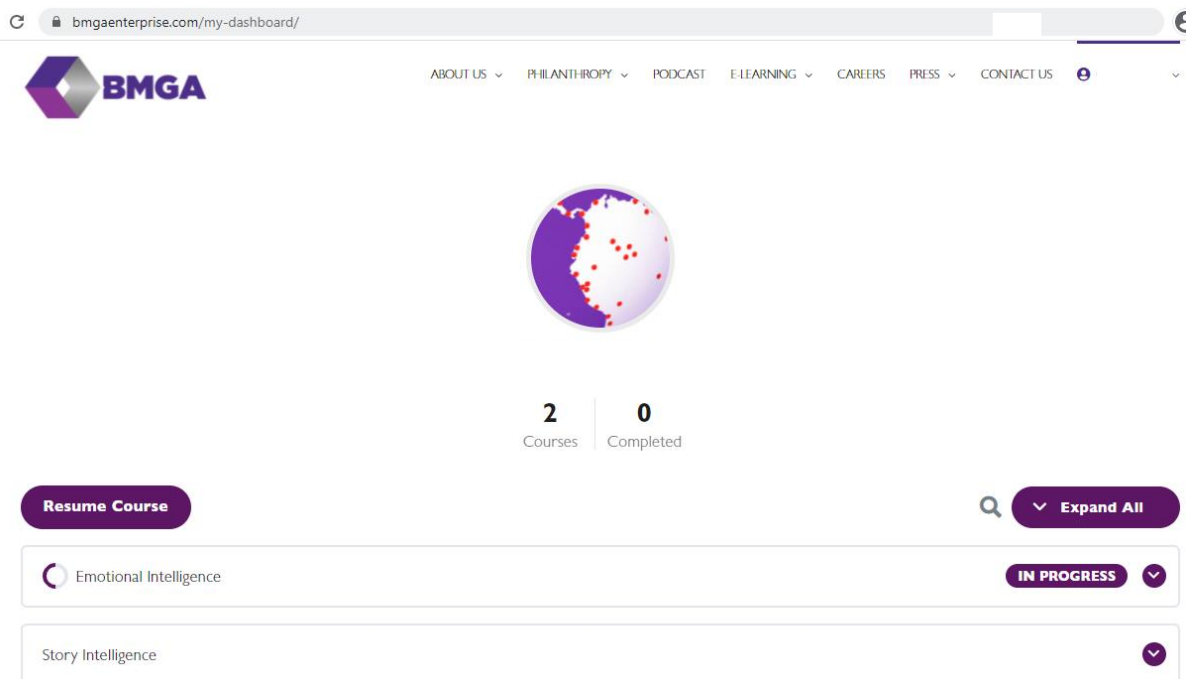 bmgaenterprise.com/my-dashboard/
BMGA
ABOUT US PHILANTHROPY PODCAST E-LEARNING CAREERS PRESS CONTACT US
2 0
Courses Completed
Resume Course Expand All
Emotional Intelligence IN PROGRESS
Story Intelligence